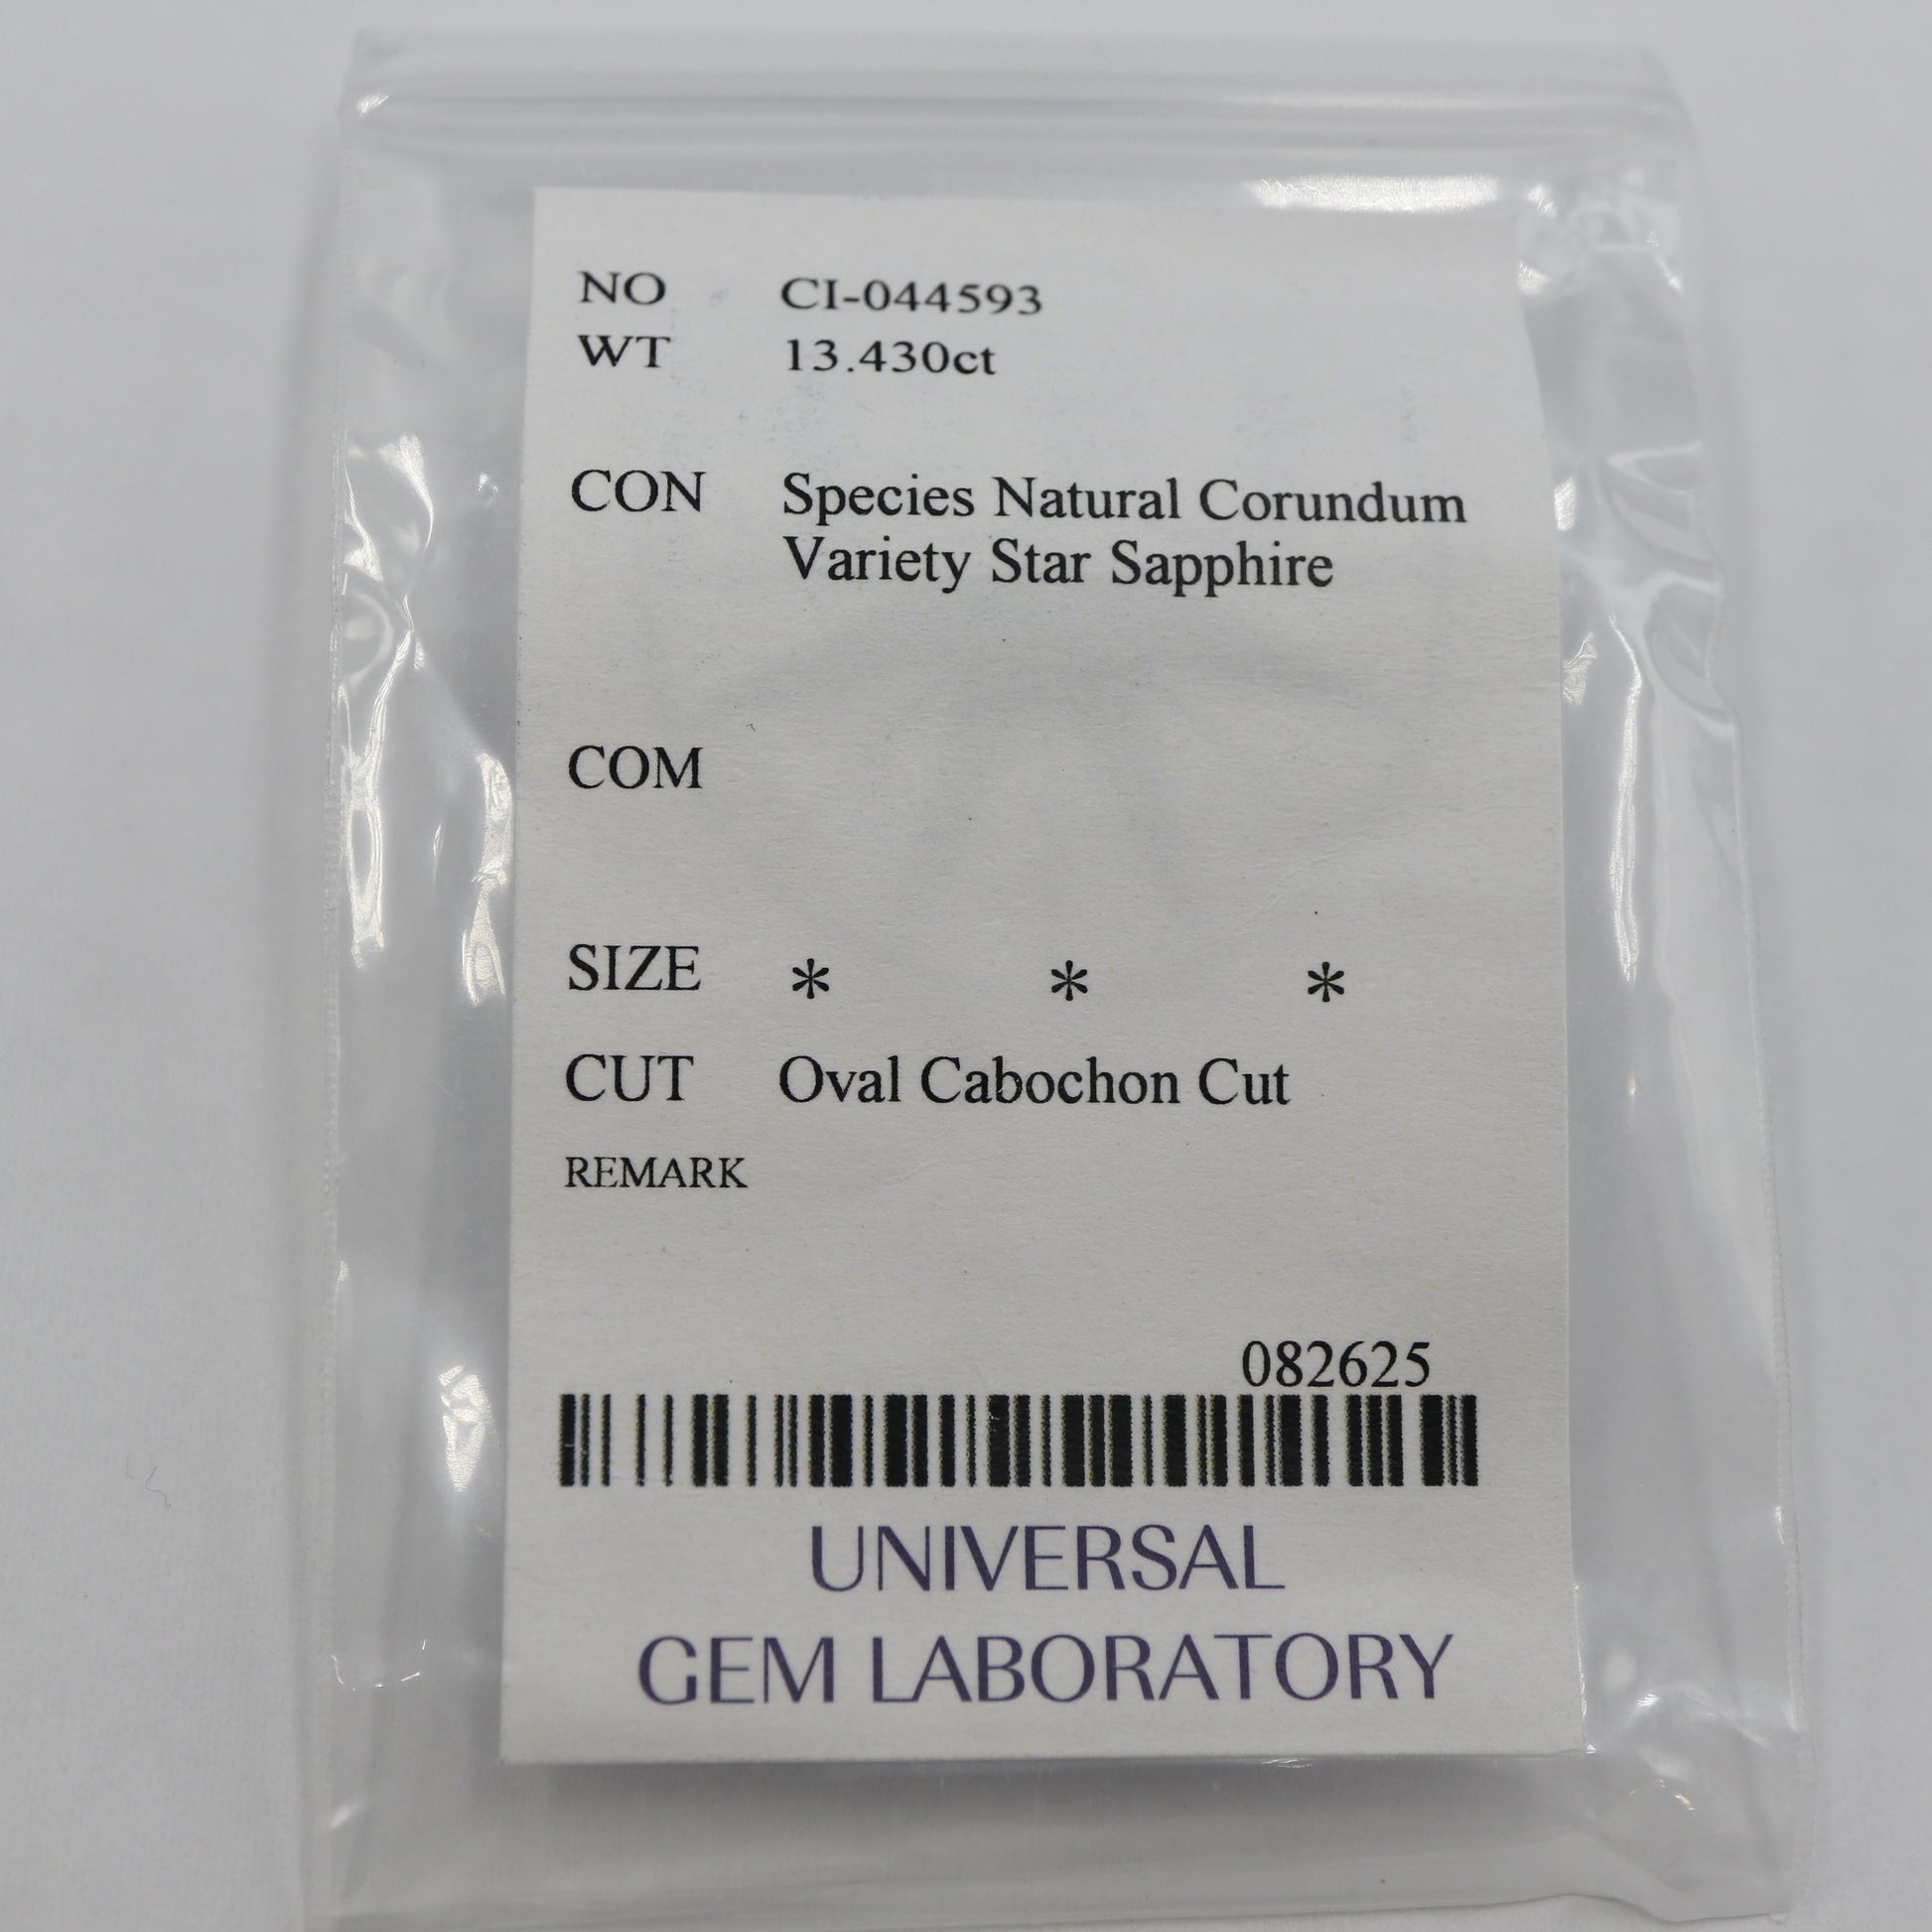 NO CI-044593
WT 13.430ct
CON Species Natural Corundum
Variety Star Sapphire
COM
SIZE * * *
CUT Oval Cabochon Cut
REMARK
082625
UNIVERSAL
GEM LABORATORY